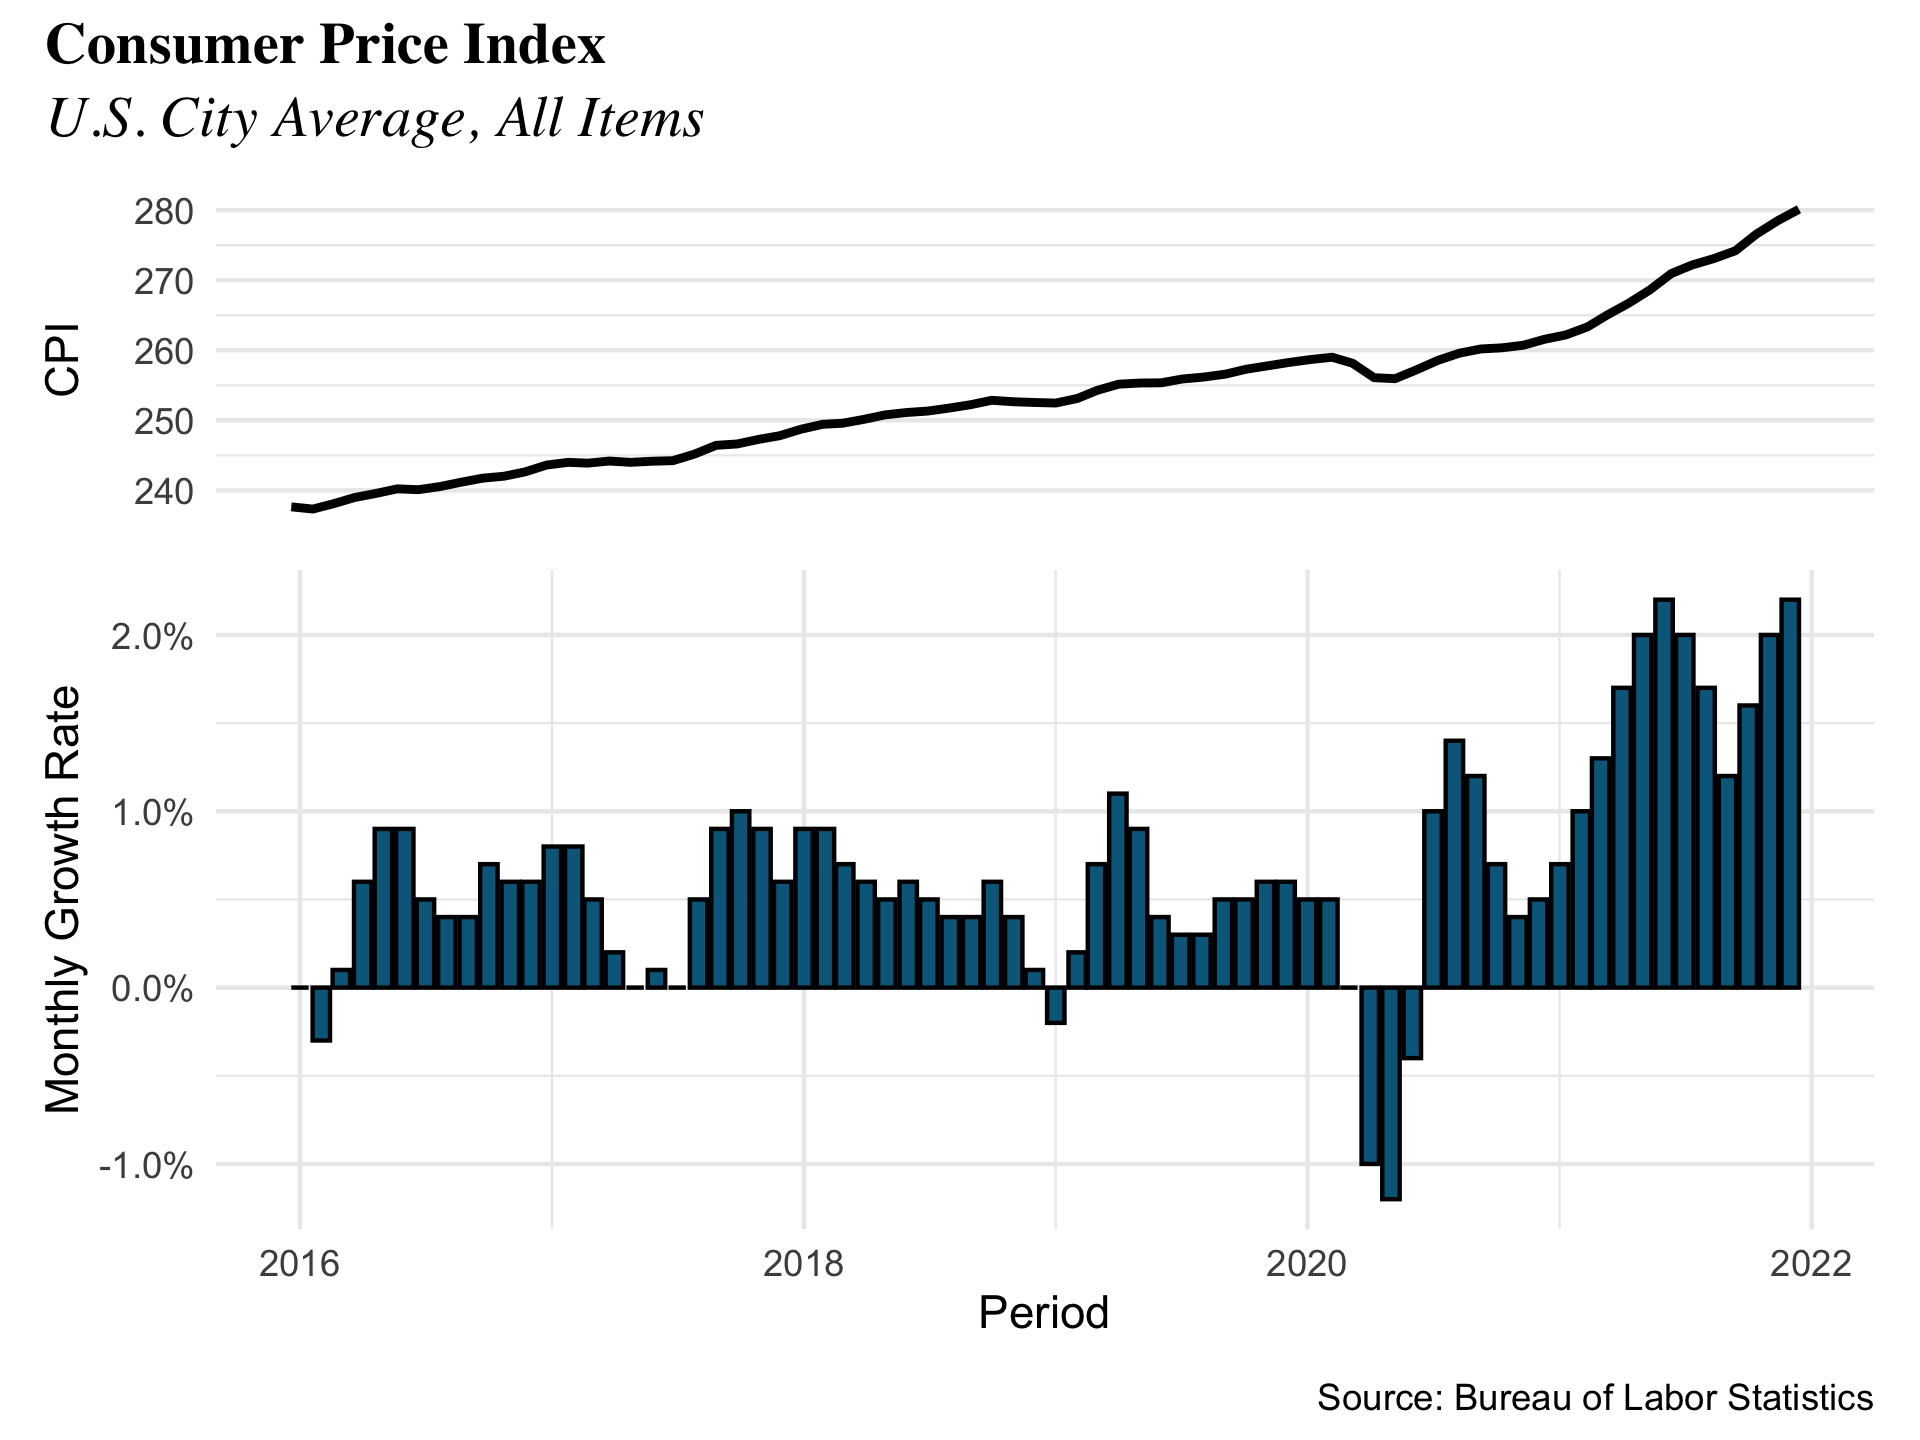 Consumer Price Index
U.S. City Average, All Items
280
270
260
250
240
CPI
2.0%
1.0%
0.0%
-1.0%
Monthly Growth Rate
2016 2018 2020 2022
Period
Source: Bureau of Labor Statistics